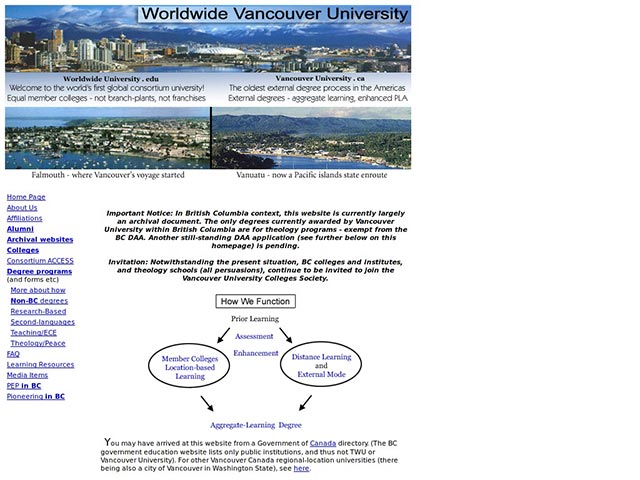 Worldwide Vancouver University
Worldwide University . edu
Welcome to the world's first global consortium university!
Equal member colleges - not branch-plants, not franchises
Vancouver University . ca
The oldest external degree process in the Americas
External degrees - aggregate learning, enhanced PLA
Falmouth - where Vancouver's voyage started
Vanuatu - now a Pacific islands state enroute
Home Page
About Us
Affiliations
Alumni
Archival websites
Colleges
Consortium ACCESS
Degree programs
(and forms etc)
More about how
Non-BC degrees
Research-Based
Second-languages
Teaching/ECE
Theology/Peace
FAQ
Learning Resources
Media Items
PEP in BC
Pioneering in BC
Important Notice: In British Columbia context, this website is currently largely
an archival document. The only degrees currently awarded by Vancouver
University within British Columbia are for theology programs - exempt from the
BC DAA. Another still-standing DAA application (see further below on this
homepage) is pending.
Invitation: Notwithstanding the present situation, BC colleges and institutes,
and theology schools (all persuasions), continue to be invited to join the
Vancouver University Colleges Society.
How We Function
Prior Learning
Assessment
Enhancement
Member Colleges
Location-based
Learning
Distance Learning
and
External Mode
Aggregate-Learning Degree
You may have arrived at this website from a Government of Canada directory. (The BC
government education website lists only public institutions, and thus not TWU or
Vancouver University). For other Vancouver Canada regional-location universities (there
being also a city of Vancouver in Washington State), see here.